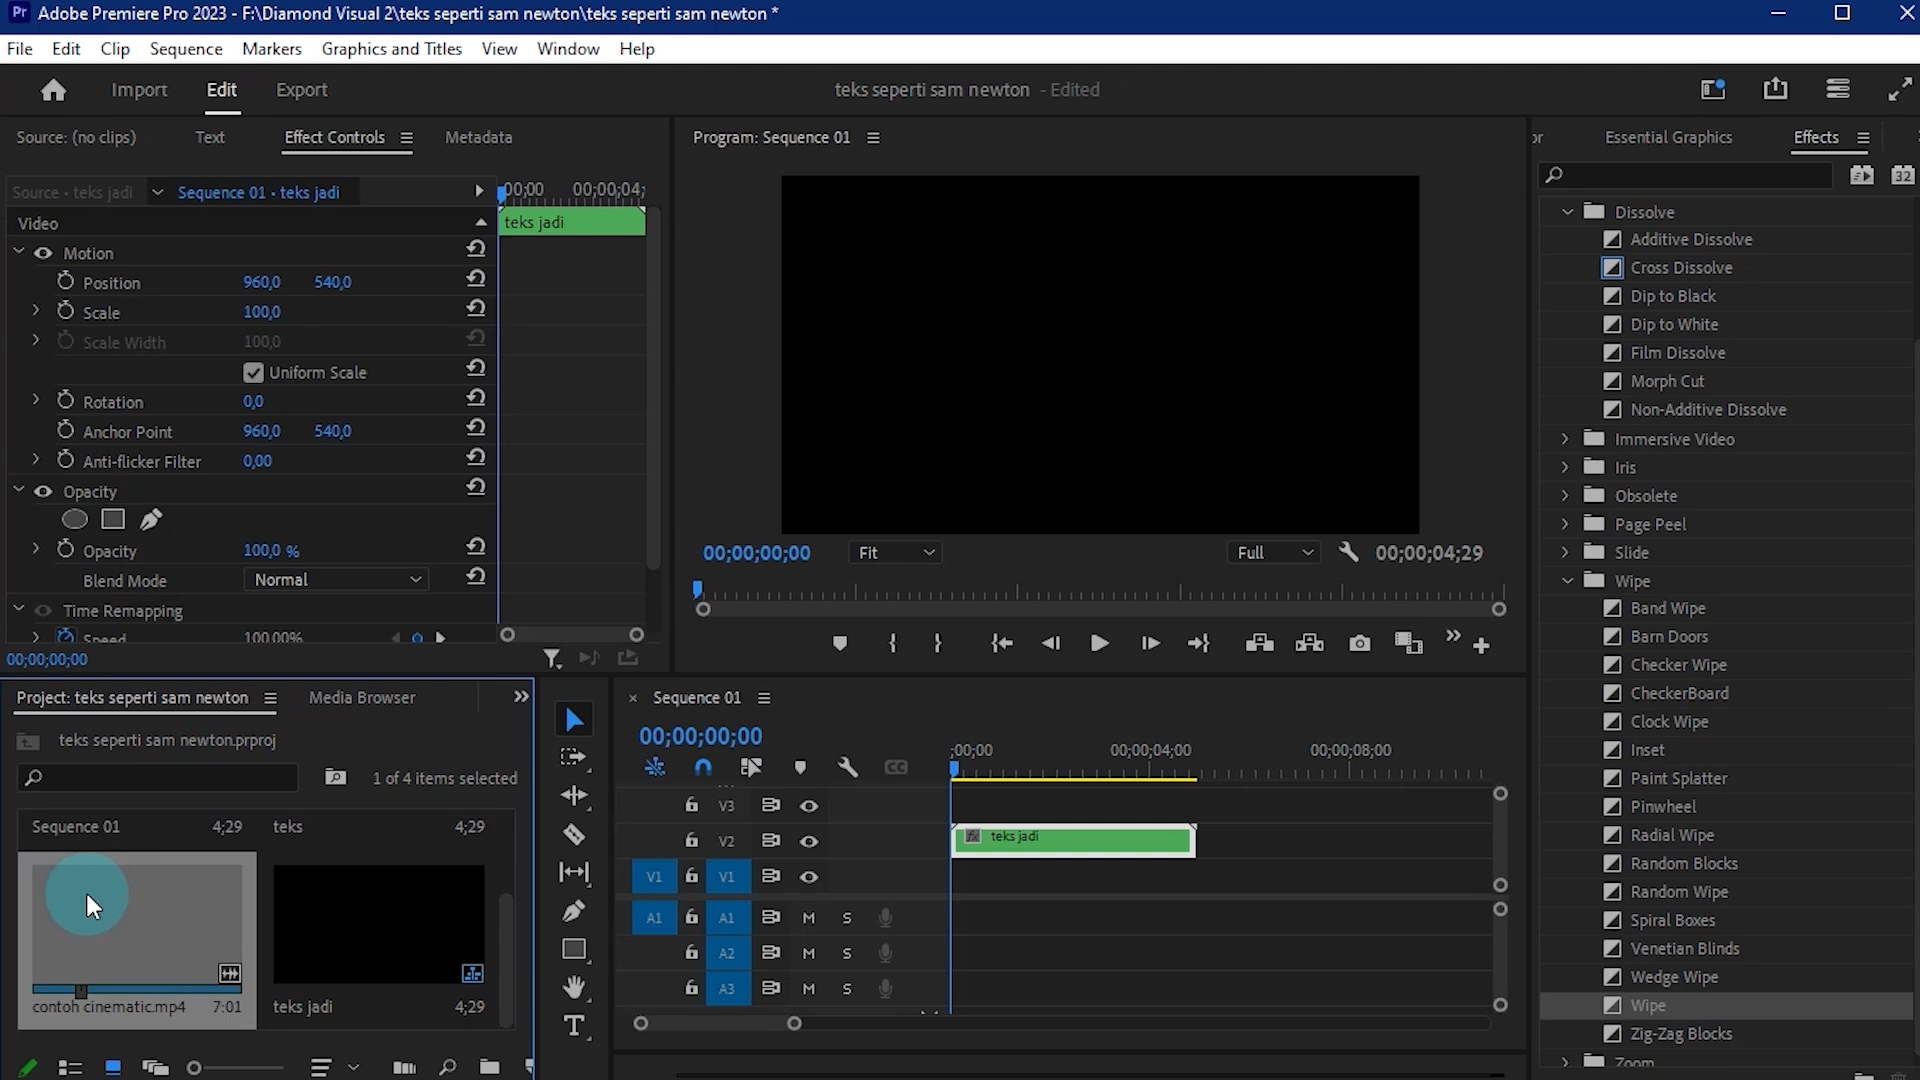 Pr Adobe Premiere Pro 2023 - F:\Diamond Visual 2\teks seperti sam newton\teks seperti sam newton *
File Edit Clip Sequence Markers Graphics and Titles View Window Help
Import Edit Export teks seperti sam newton - Edited
Source: (no clips) Text Effect Controls Metadata
Program: Sequence 01
or Essential Graphics Effects
Source • teks jadi Sequence 01 • teks jadi
;00;00 00;00;04;
32
Video
teks jadi
Motion
Position 960,0 540,0
Scale 100,0
Scale Width 100,0
Uniform Scale
Rotation 0,0
Anchor Point 960,0 540,0
Anti-flicker Filter 0,00
Opacity
Opacity 100,0 %
Blend Mode Normal
Time Remapping
Speed 100,00%
00;00;00;00
00;00;00;00 Fit Full 00;00;04;29
Dissolve
Additive Dissolve
Cross Dissolve
Dip to Black
Dip to White
Film Dissolve
Morph Cut
Non-Additive Dissolve
Immersive Video
Iris
Obsolete
Page Peel
Slide
Wipe
Band Wipe
Barn Doors
Checker Wipe
CheckerBoard
Clock Wipe
Inset
Paint Splatter
Pinwheel
Radial Wipe
Random Blocks
Random Wipe
Spiral Boxes
Venetian Blinds
Wedge Wipe
Wipe
Zig-Zag Blocks
Zoom
Project: teks seperti sam newton Media Browser
teks seperti sam newton.prproj
1 of 4 items selected
Sequence 01 4;29 teks 4;29
contoh cinematic.mp4 7:01 teks jadi 4;29
Sequence 01
00;00;00;00
;00;00 00;00;04;00 00;00;08;00
CC
V3
V2 fx teks jadi
V1 V1
A1 A1 M S
A2 M S
A3 M S
T